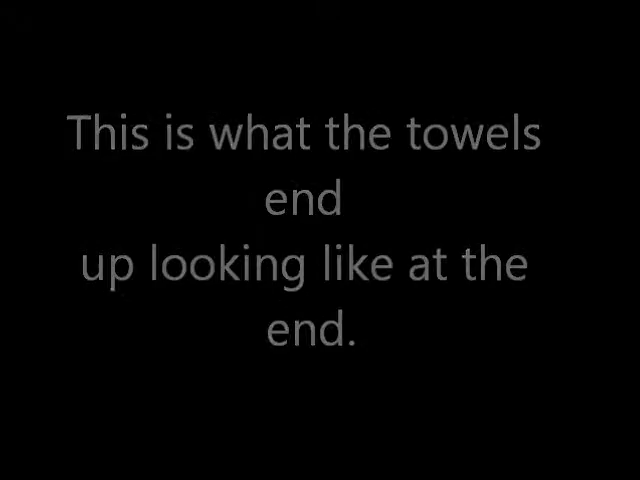 This is what the towels
end
up looking like at the
end.